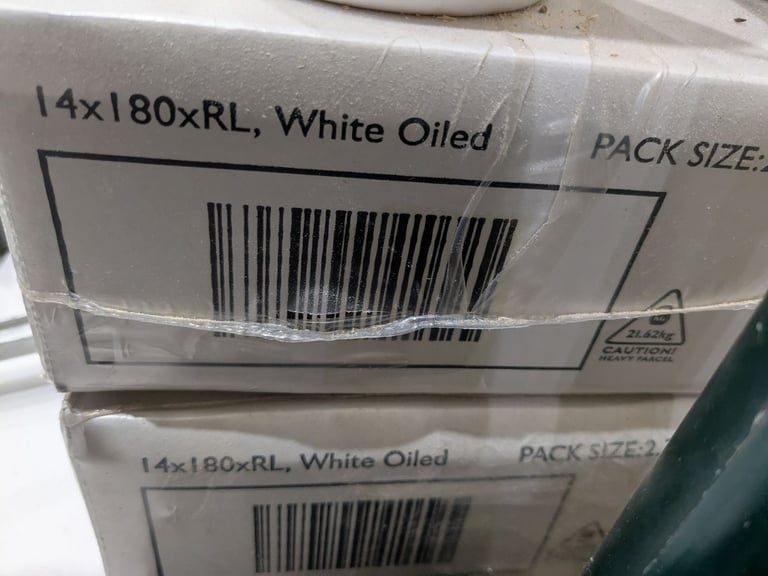 14x180xRL, White Oiled
PACK SIZE:
21.62kg
CAUTION!
HEAVY PARCEL
14x180xRL, White Oiled
PACK SIZE:2.